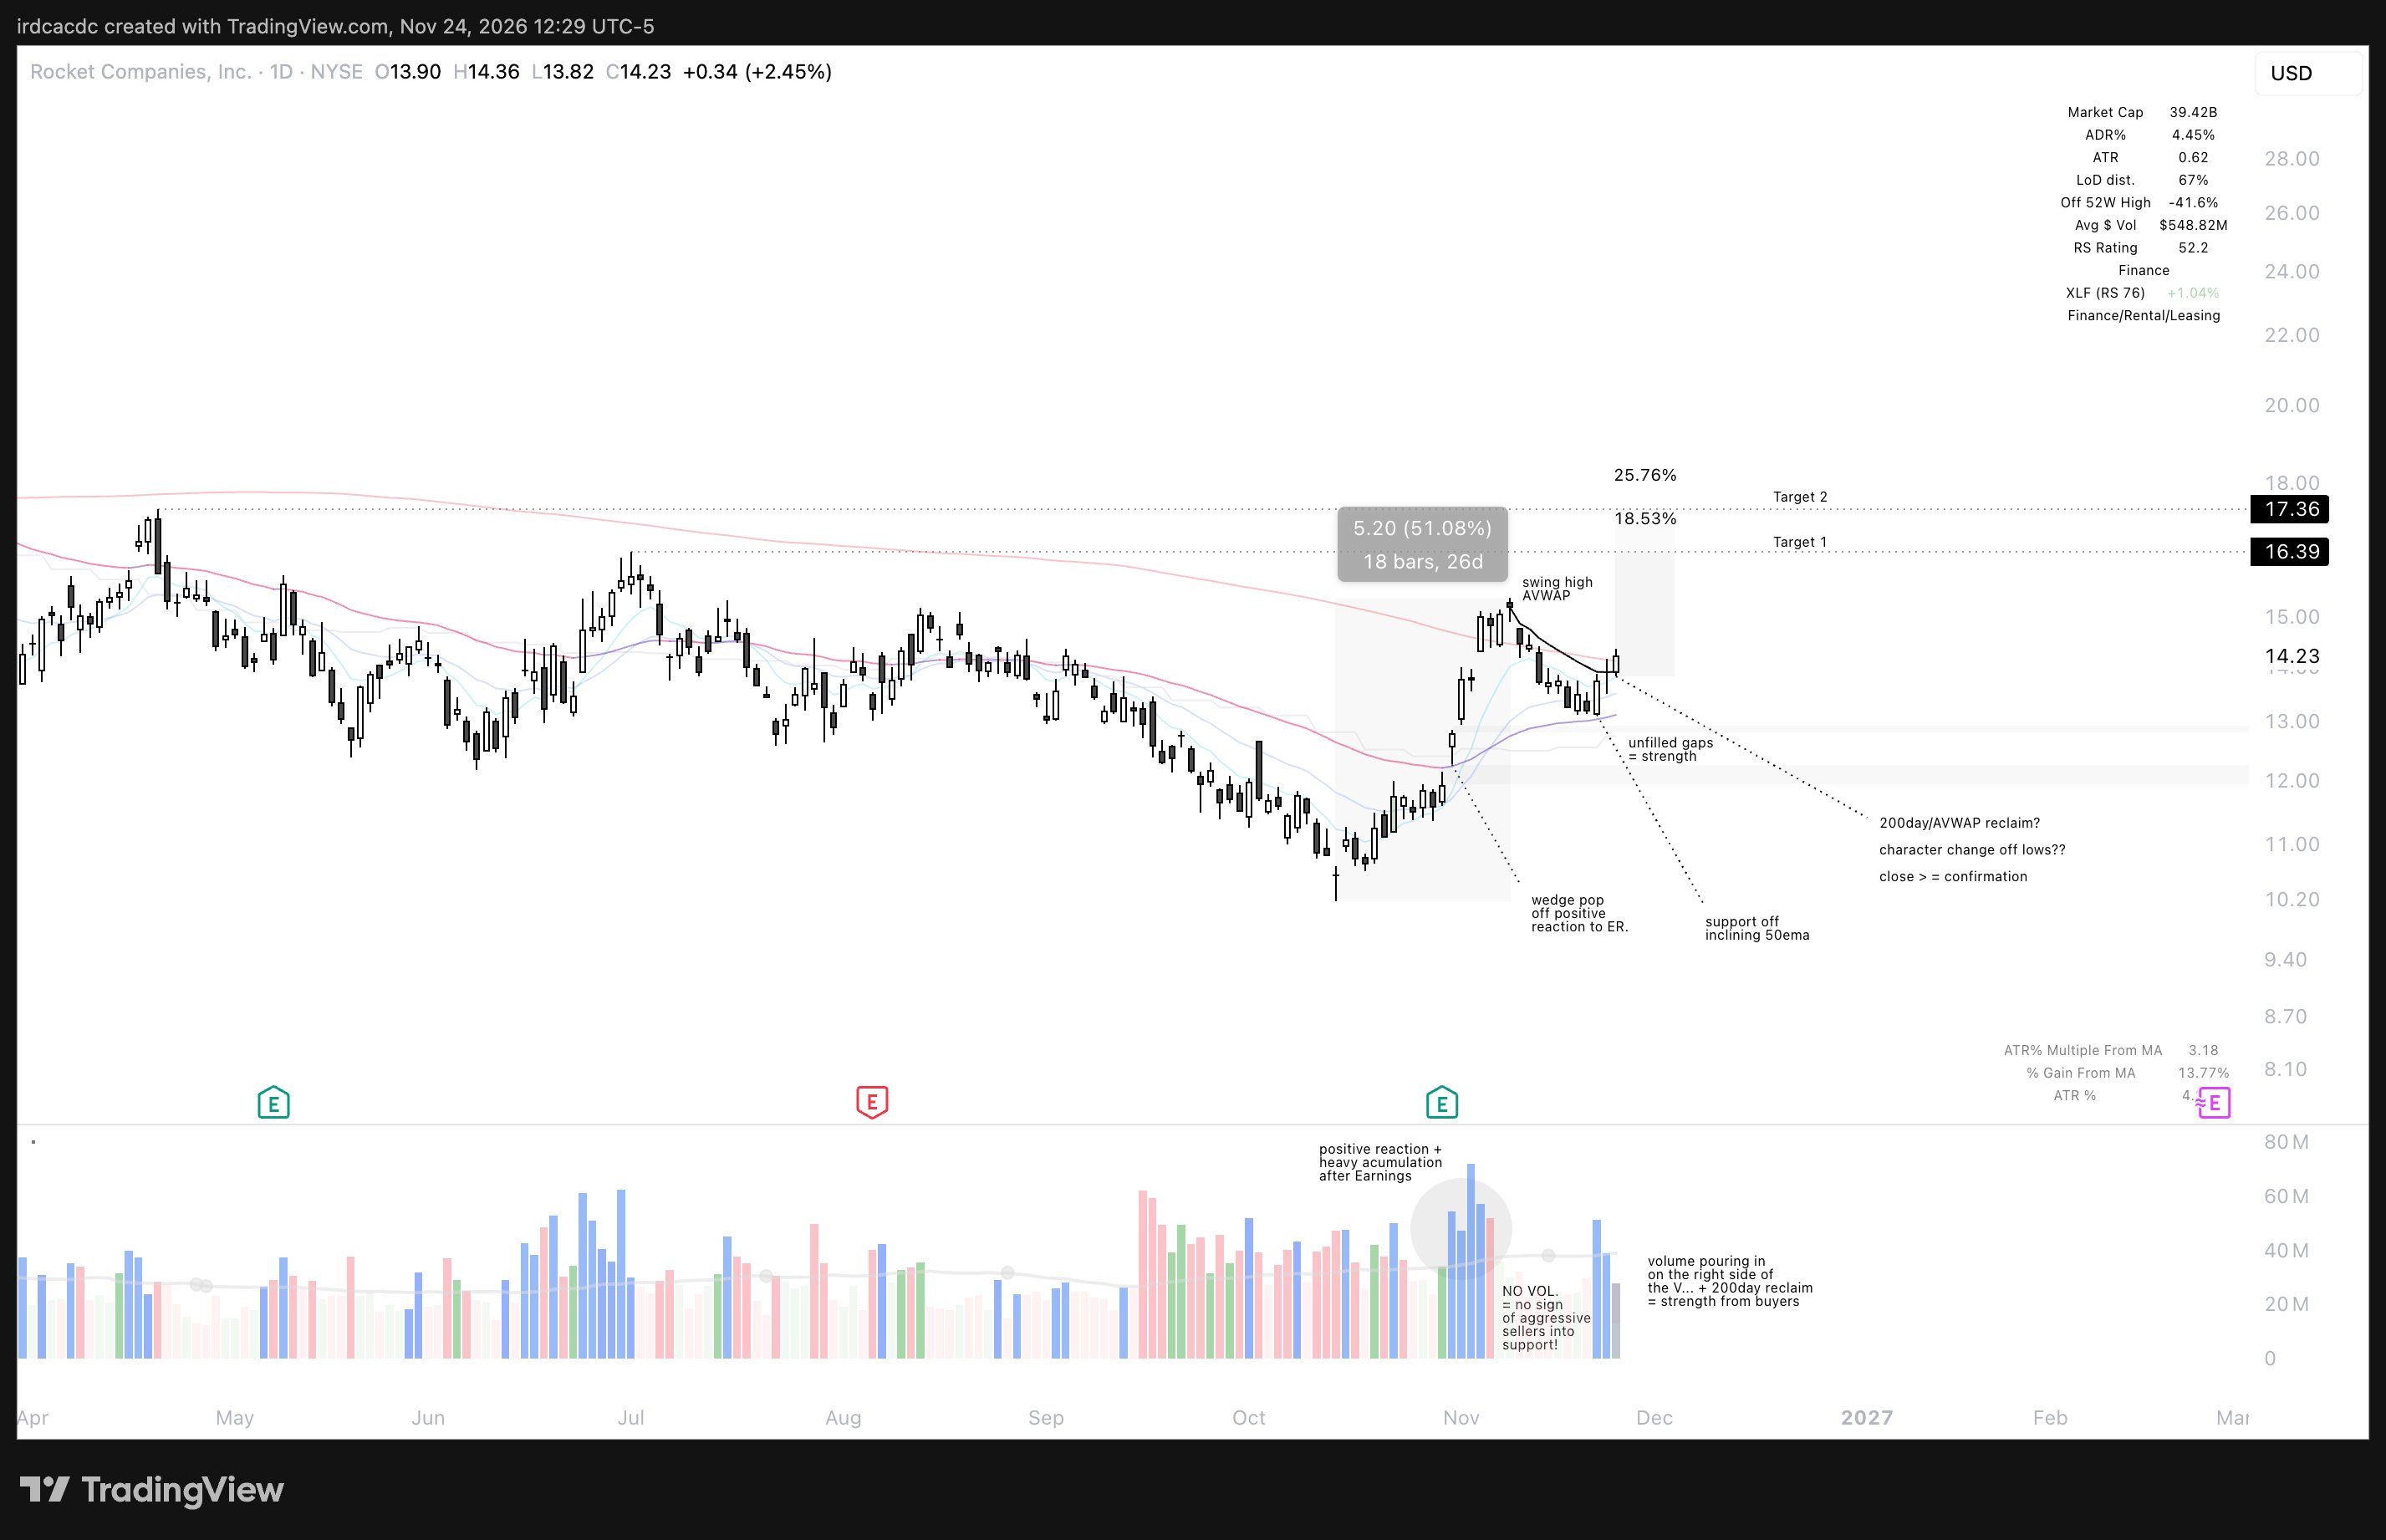 irdcacdc created with TradingView.com, Nov 24, 2026 12:29 UTC-5
Rocket Companies, Inc. · 1D · NYSE O13.90 H14.36 L13.82 C14.23 +0.34 (+2.45%)
USD
Market Cap 39.42B
ADR% 4.45%
ATR 0.62
LoD dist. 67%
Off 52W High -41.6%
Avg $ Vol $548.82M
RS Rating 52.2
Finance
XLF (RS 76) +1.04%
Finance/Rental/Leasing
28.00
26.00
24.00
22.00
20.00
18.00
17.36
16.39
15.00
14.23
13.00
12.00
11.00
10.20
9.40
8.70
8.10
25.76%
Target 2
18.53%
Target 1
5.20 (51.08%)
18 bars, 26d
swing high
AVWAP
unfilled gaps
= strength
200day/AVWAP reclaim?
character change off lows??
close > = confirmation
wedge pop
off positive
reaction to ER.
support off
inclining 50ema
ATR% Multiple From MA 3.18
% Gain From MA 13.77%
ATR % 4.
E
E
E
≈E
positive reaction +
heavy acumulation
after Earnings
NO VOL.
= no sign
of aggressive
sellers into
support!
volume pouring in
on the right side of
the V... + 200day reclaim
= strength from buyers
80 M
60 M
40 M
20 M
0
Apr May Jun Jul Aug Sep Oct Nov Dec 2027 Feb Mar
TradingView